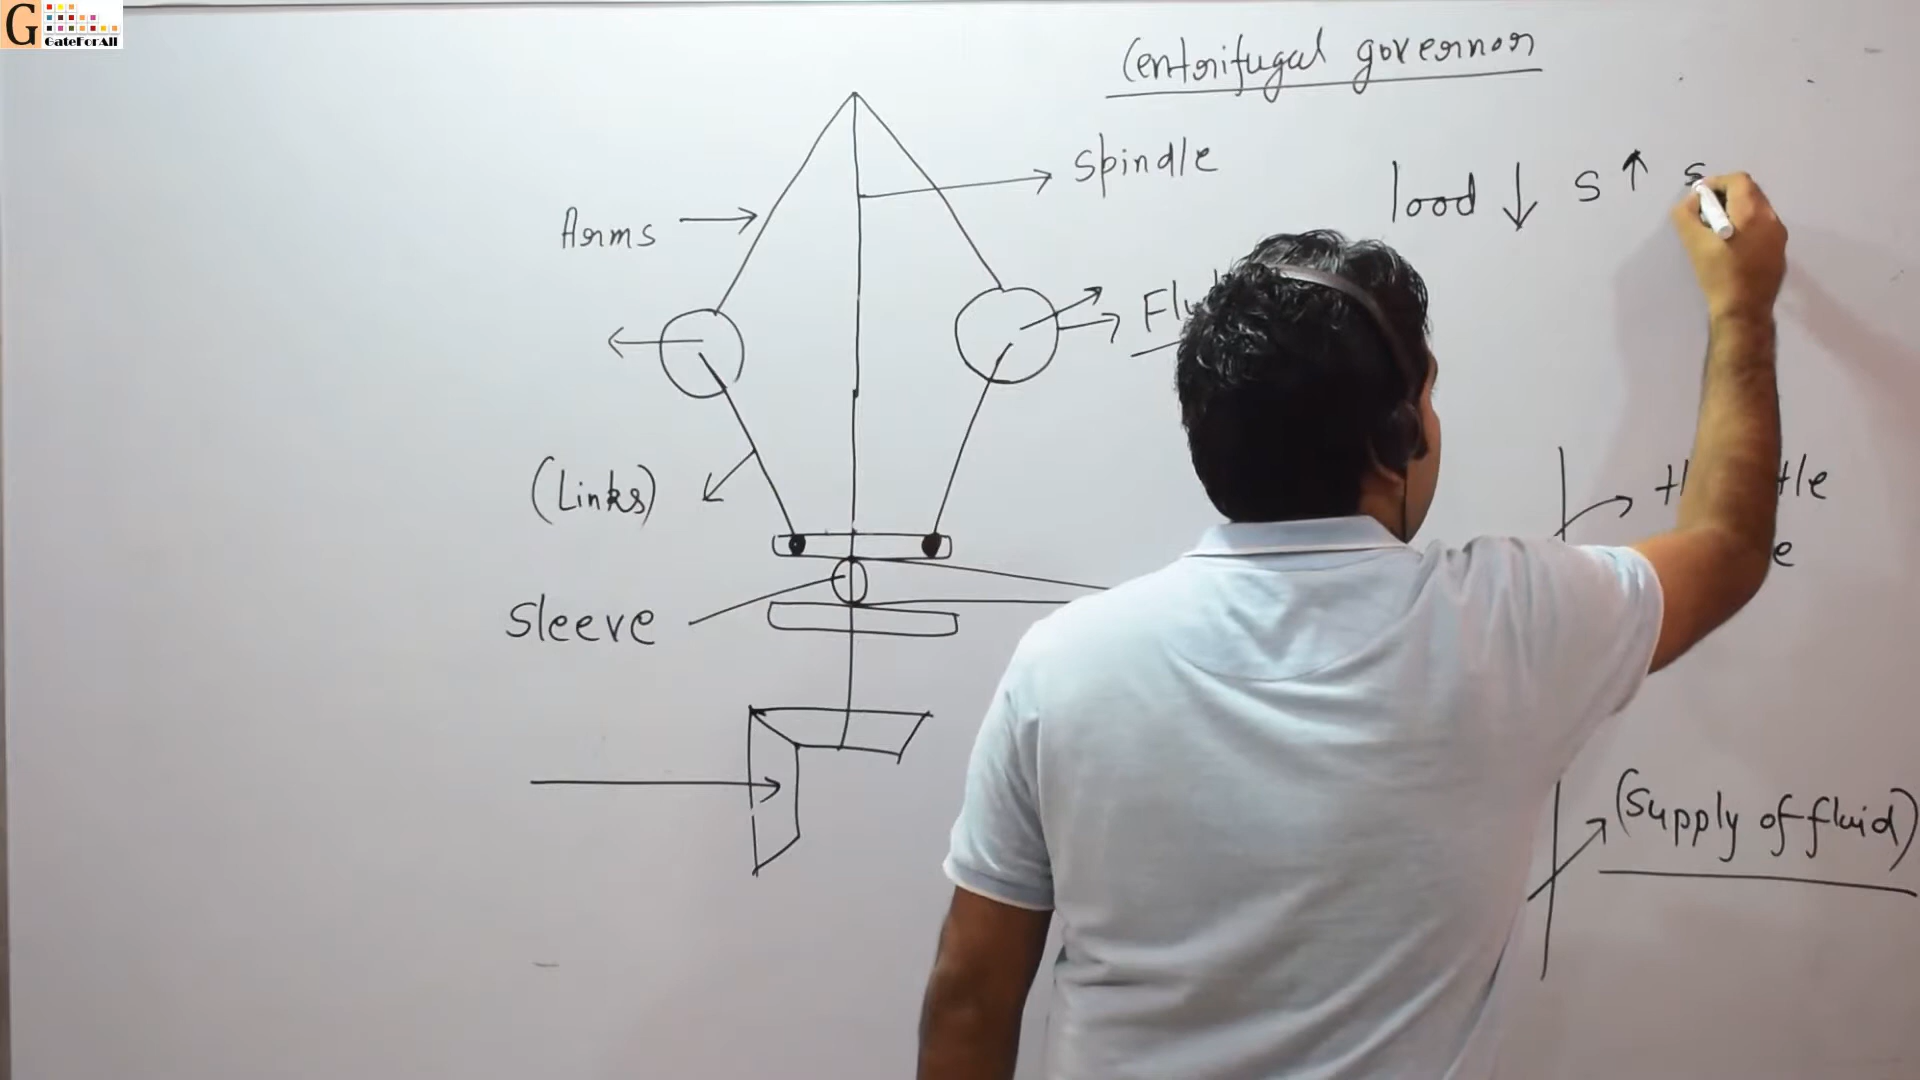 G
GateForAll
Centrifugal governor
Spindle
load ↓ S ↑ S
Arms
(Links)
Sleeve
(Supply of fluid)